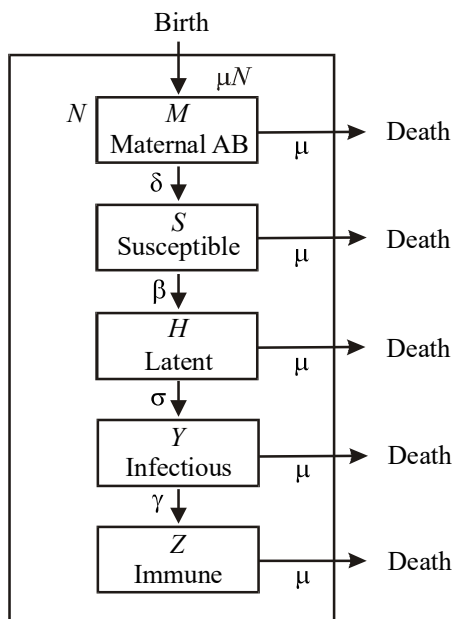 Birth
μN
N
M
Maternal AB
μ
Death
δ
S
Susceptible
μ
Death
β
H
Latent
μ
Death
σ
Y
Infectious
μ
Death
γ
Z
Immune
μ
Death